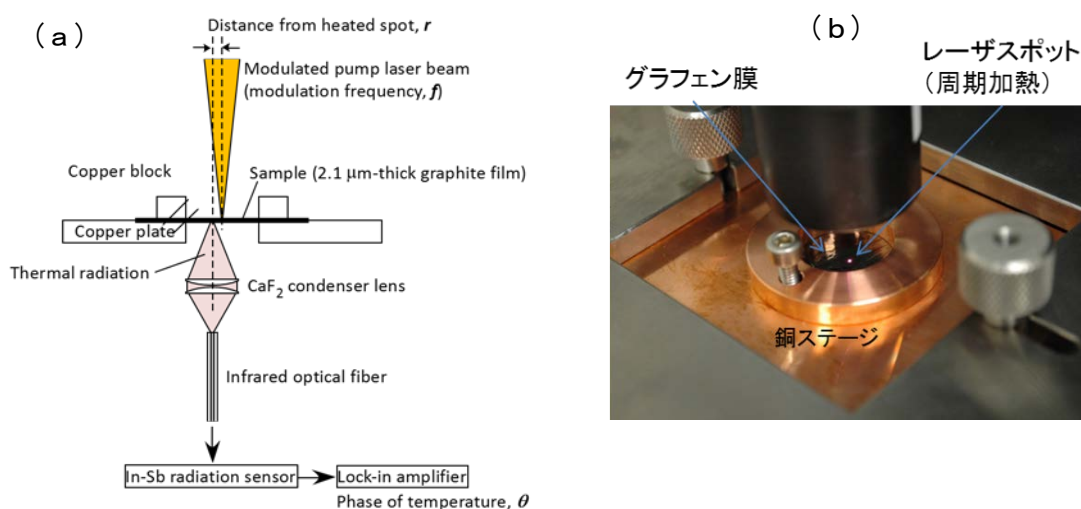 (a)
Distance from heated spot, r
Modulated pump laser beam
(modulation frequency, f)
Copper block
Sample (2.1 μm-thick graphite film)
Copper plate
Thermal radiation
CaF2 condenser lens
Infrared optical fiber
In-Sb radiation sensor
Lock-in amplifier
Phase of temperature, θ
(b)
グラフェン膜
レーザスポット
(周期加熱)
銅ステージ